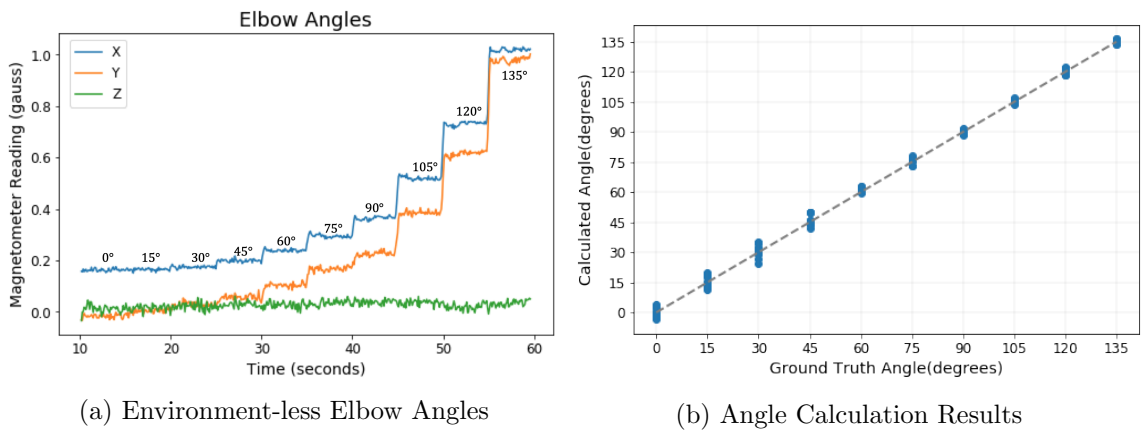 Elbow Angles
X
Y
Z
Magnetometer Reading (gauss)
1.0
0.8
0.6
0.4
0.2
0.0
0° 15° 30° 45° 60° 75° 90° 105° 120° 135°
10 20 30 40 50 60
Time (seconds)
(a) Environment-less Elbow Angles
Calculated Angle(degrees)
135
120
105
90
75
60
45
30
15
0
0 15 30 45 60 75 90 105 120 135
Ground Truth Angle(degrees)
(b) Angle Calculation Results